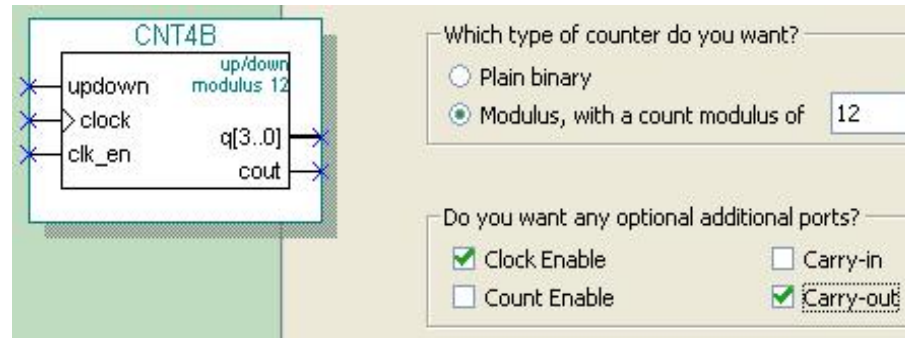 CNT4B
up/down
modulus 12
updown
clock
clk_en
q[3..0]
cout
Which type of counter do you want?
Plain binary
Modulus, with a count modulus of 12
Do you want any optional additional ports?
Clock Enable Carry-in
Count Enable Carry-out